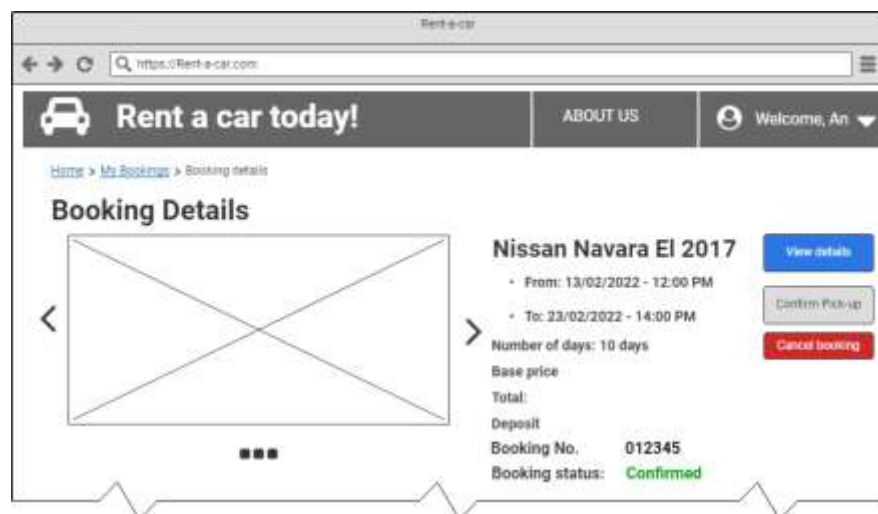 Rent-a-car
https://Rent-a-car.com
Rent a car today!
ABOUT US
Welcome, An
Home > My Bookings > Booking details
Booking Details
Nissan Navara El 2017
From: 13/02/2022 - 12:00 PM
To: 23/02/2022 - 14:00 PM
Number of days: 10 days
Base price
Total:
Deposit
Booking No. 012345
Booking status: Confirmed
View details
Confirm Pick-up
Cancel booking